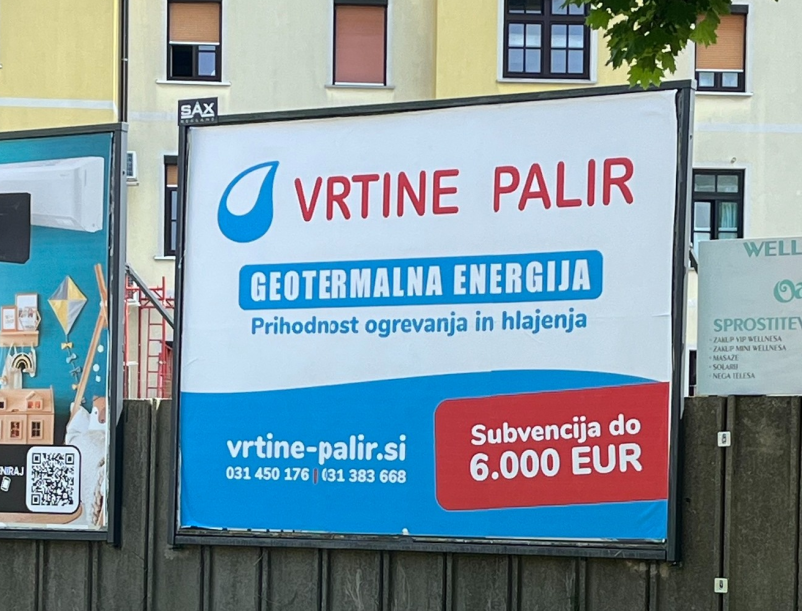 SAX
VRTINE PALIR
GEOTERMALNA ENERGIJA
Prihodnost ogrevanja in hlajenja
vrtine-palir.si
031 450 176 | 031 383 668
Subvencija do
6.000 EUR
WELL
SPROSTITEV
- ZAKUP VIP WELLNESA
- ZAKUP MINI WELLNESA
- MASAŽE
- SOLARIJ
- NEGA TELESA